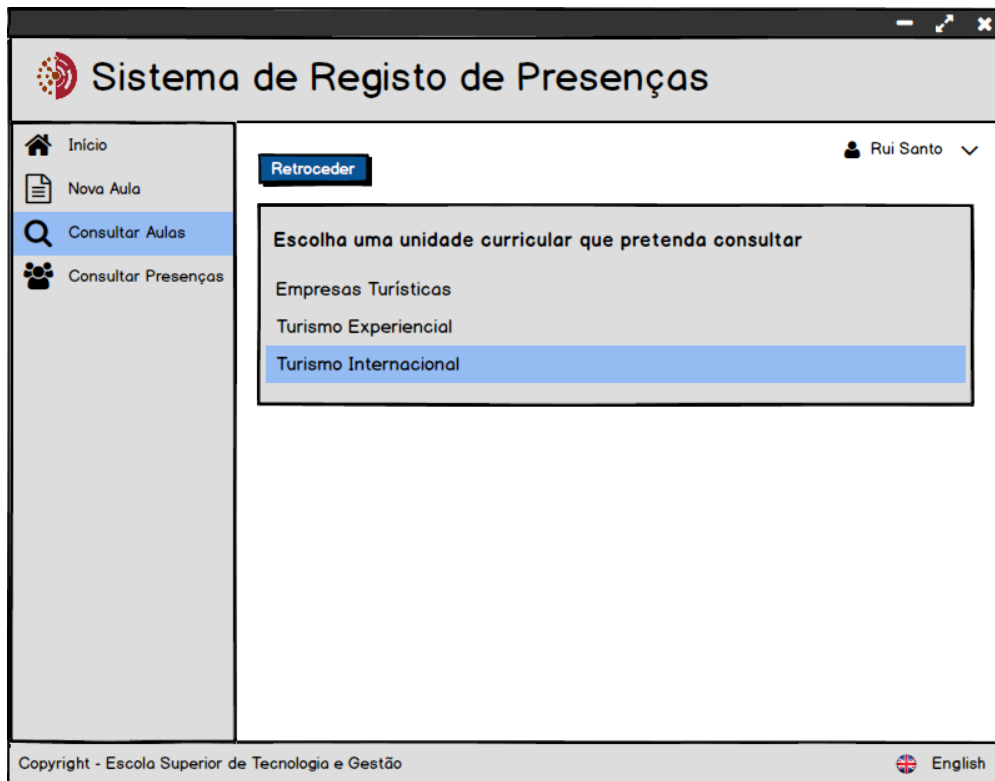 Sistema de Registo de Presenças
Início
Nova Aula
Consultar Aulas
Consultar Presenças
Rui Santo
Retroceder
Escolha uma unidade curricular que pretenda consultar
Empresas Turísticas
Turismo Experiencial
Turismo Internacional
Copyright - Escola Superior de Tecnologia e Gestão
English